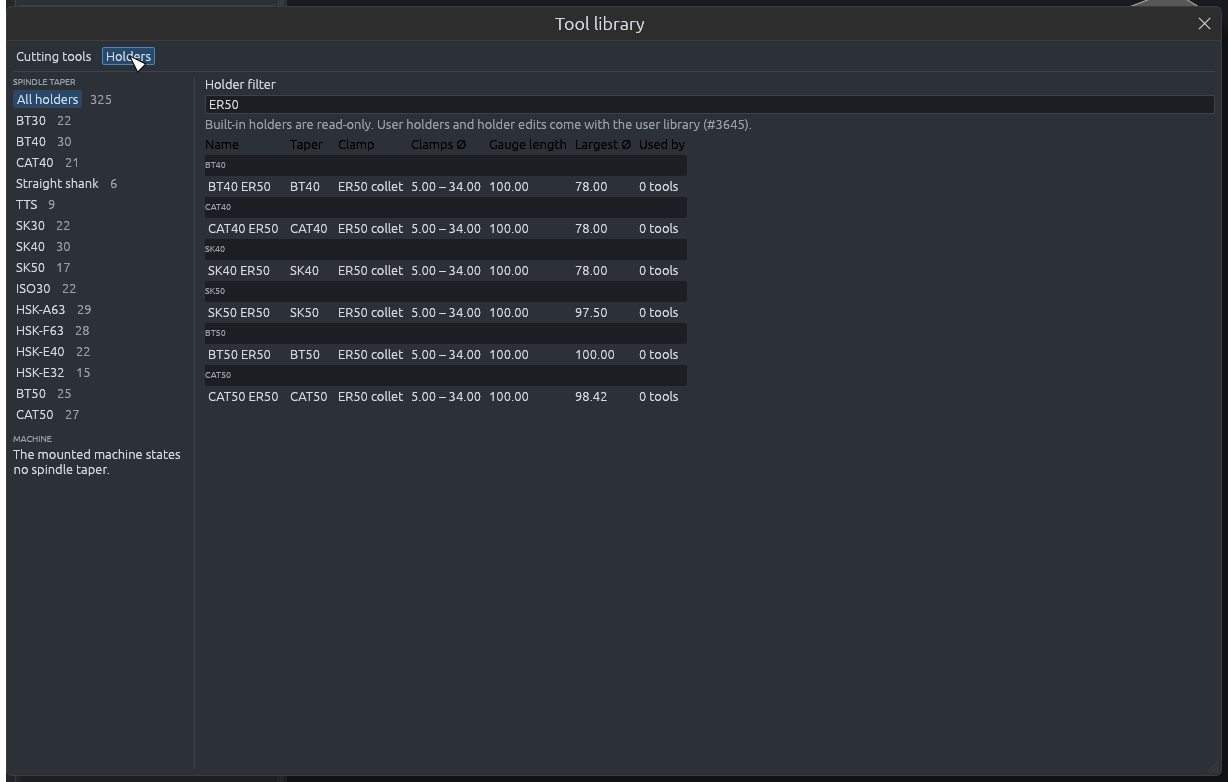 Tool library
Cutting tools Holders
SPINDLE TAPER
All holders 325
BT30 22
BT40 30
CAT40 21
Straight shank 6
TTS 9
SK30 22
SK40 30
SK50 17
ISO30 22
HSK-A63 29
HSK-F63 28
HSK-E40 22
HSK-E32 15
BT50 25
CAT50 27
MACHINE
The mounted machine states
no spindle taper.
Holder filter
ER50
Built-in holders are read-only. User holders and holder edits come with the user library (#3645).
Name Taper Clamp Clamps Ø Gauge length Largest Ø Used by
BT40
BT40 ER50 BT40 ER50 collet 5.00 – 34.00 100.00 78.00 0 tools
CAT40
CAT40 ER50 CAT40 ER50 collet 5.00 – 34.00 100.00 78.00 0 tools
SK40
SK40 ER50 SK40 ER50 collet 5.00 – 34.00 100.00 78.00 0 tools
SK50
SK50 ER50 SK50 ER50 collet 5.00 – 34.00 100.00 97.50 0 tools
BT50
BT50 ER50 BT50 ER50 collet 5.00 – 34.00 100.00 100.00 0 tools
CAT50
CAT50 ER50 CAT50 ER50 collet 5.00 – 34.00 100.00 98.42 0 tools